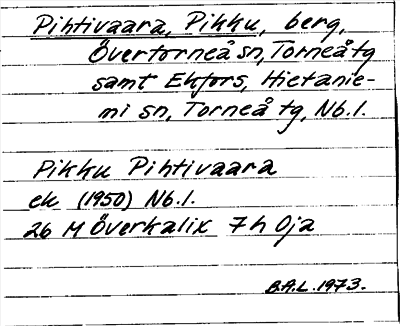 Pihtivaara, Pikku, berg,
Övertorneå sn, Torneå tg
samt Ekfors, Hietanie-
mi sn, Torneå tg, Nb.l.
Pikku Pihtivaara
ek (1950) Nb.l.
26 M Överkalix 7h Oja
B.A.L. 1973.